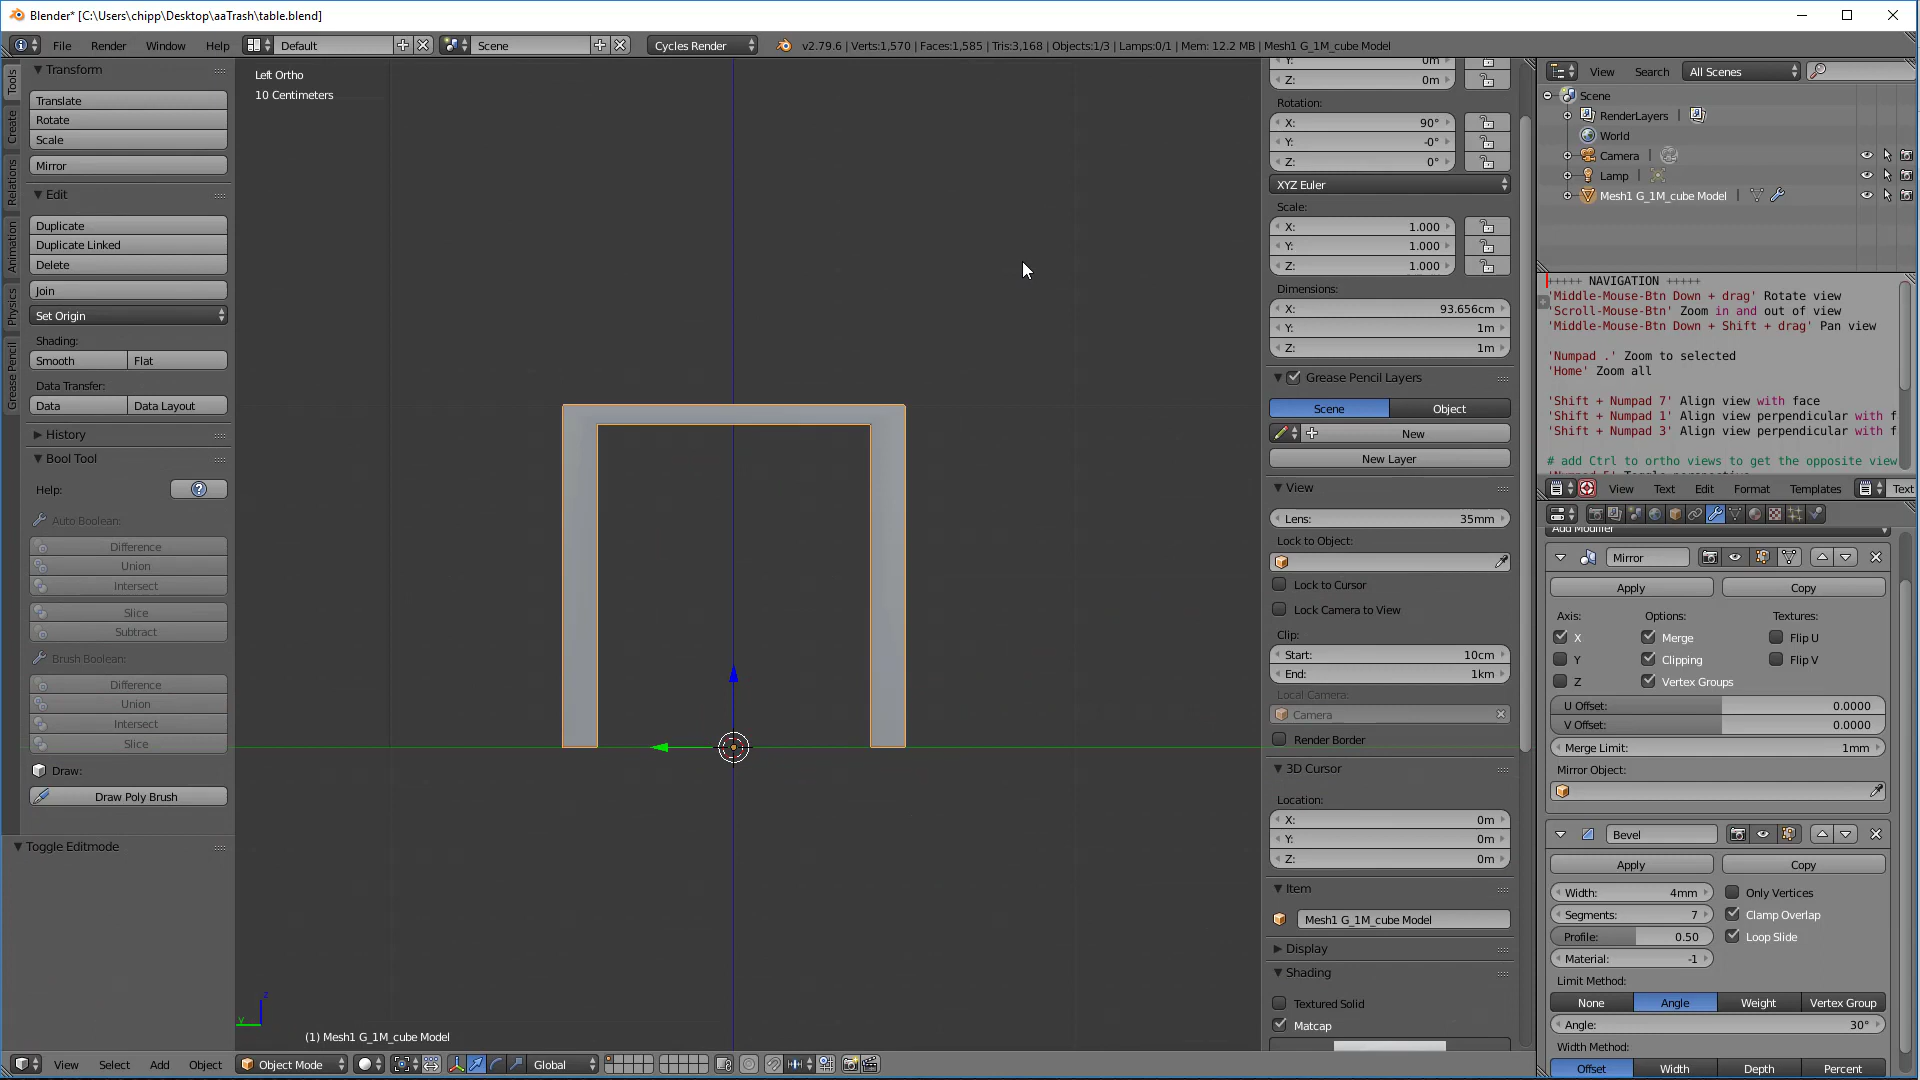 Blender* [C:\Users\chipp\Desktop\aaTrash\table.blend]
File Render Window Help Default Scene Cycles Render v2.79.6 | Verts:1,570 | Faces:1,585 | Tris:3,168 | Objects:1/3 | Lamps:0/1 | Mem: 12.2 MB | Mesh1 G_1M_cube Model
Tools
Create
Relations
Animation
Physics
Grease Pencil
Transform
Translate
Rotate
Scale
Mirror
Edit
Duplicate
Duplicate Linked
Delete
Join
Set Origin
Shading:
Smooth Flat
Data Transfer:
Data Data Layout
History
Bool Tool
Help:
Auto Boolean:
Difference
Union
Intersect
Slice
Subtract
Brush Boolean:
Difference
Union
Intersect
Slice
Draw:
Draw Poly Brush
Toggle Editmode
Left Ortho
10 Centimeters
z
y
(1) Mesh1 G_1M_cube Model
View Select Add Object Object Mode Global
Y: 0m
Z: 0m
Rotation:
X: 90°
Y: -0°
Z: 0°
XYZ Euler
Scale:
X: 1.000
Y: 1.000
Z: 1.000
Dimensions:
X: 93.656cm
Y: 1m
Z: 1m
Grease Pencil Layers
Scene Object
New
New Layer
View
Lens: 35mm
Lock to Object:
Lock to Cursor
Lock Camera to View
Clip:
Start: 10cm
End: 1km
Local Camera:
Camera
Render Border
3D Cursor
Location:
X: 0m
Y: 0m
Z: 0m
Item
Mesh1 G_1M_cube Model
Display
Shading
Textured Solid
Matcap
View Search All Scenes
Scene
RenderLayers
World
Camera
Lamp
Mesh1 G_1M_cube Model
+++++ NAVIGATION +++++
'Middle-Mouse-Btn Down + drag' Rotate view
'Scroll-Mouse-Btn' Zoom in and out of view
'Middle-Mouse-Btn Down + Shift + drag' Pan view
'Numpad .' Zoom to selected
'Home' Zoom all
'Shift + Numpad 7' Align view with face
'Shift + Numpad 1' Align view perpendicular with f
'Shift + Numpad 3' Align view perpendicular with f
# add Ctrl to ortho views to get the opposite view
View Text Edit Format Templates Text
Add Modifier
Mirror
Apply Copy
Axis: Options: Textures:
X Merge Flip U
Y Clipping Flip V
Z Vertex Groups
U Offset: 0.0000
V Offset: 0.0000
Merge Limit: 1mm
Mirror Object:
Bevel
Apply Copy
Width: 4mm Only Vertices
Segments: 7 Clamp Overlap
Profile: 0.50 Loop Slide
Material: -1
Limit Method:
None Angle Weight Vertex Group
Angle: 30°
Width Method:
Offset Width Depth Percent